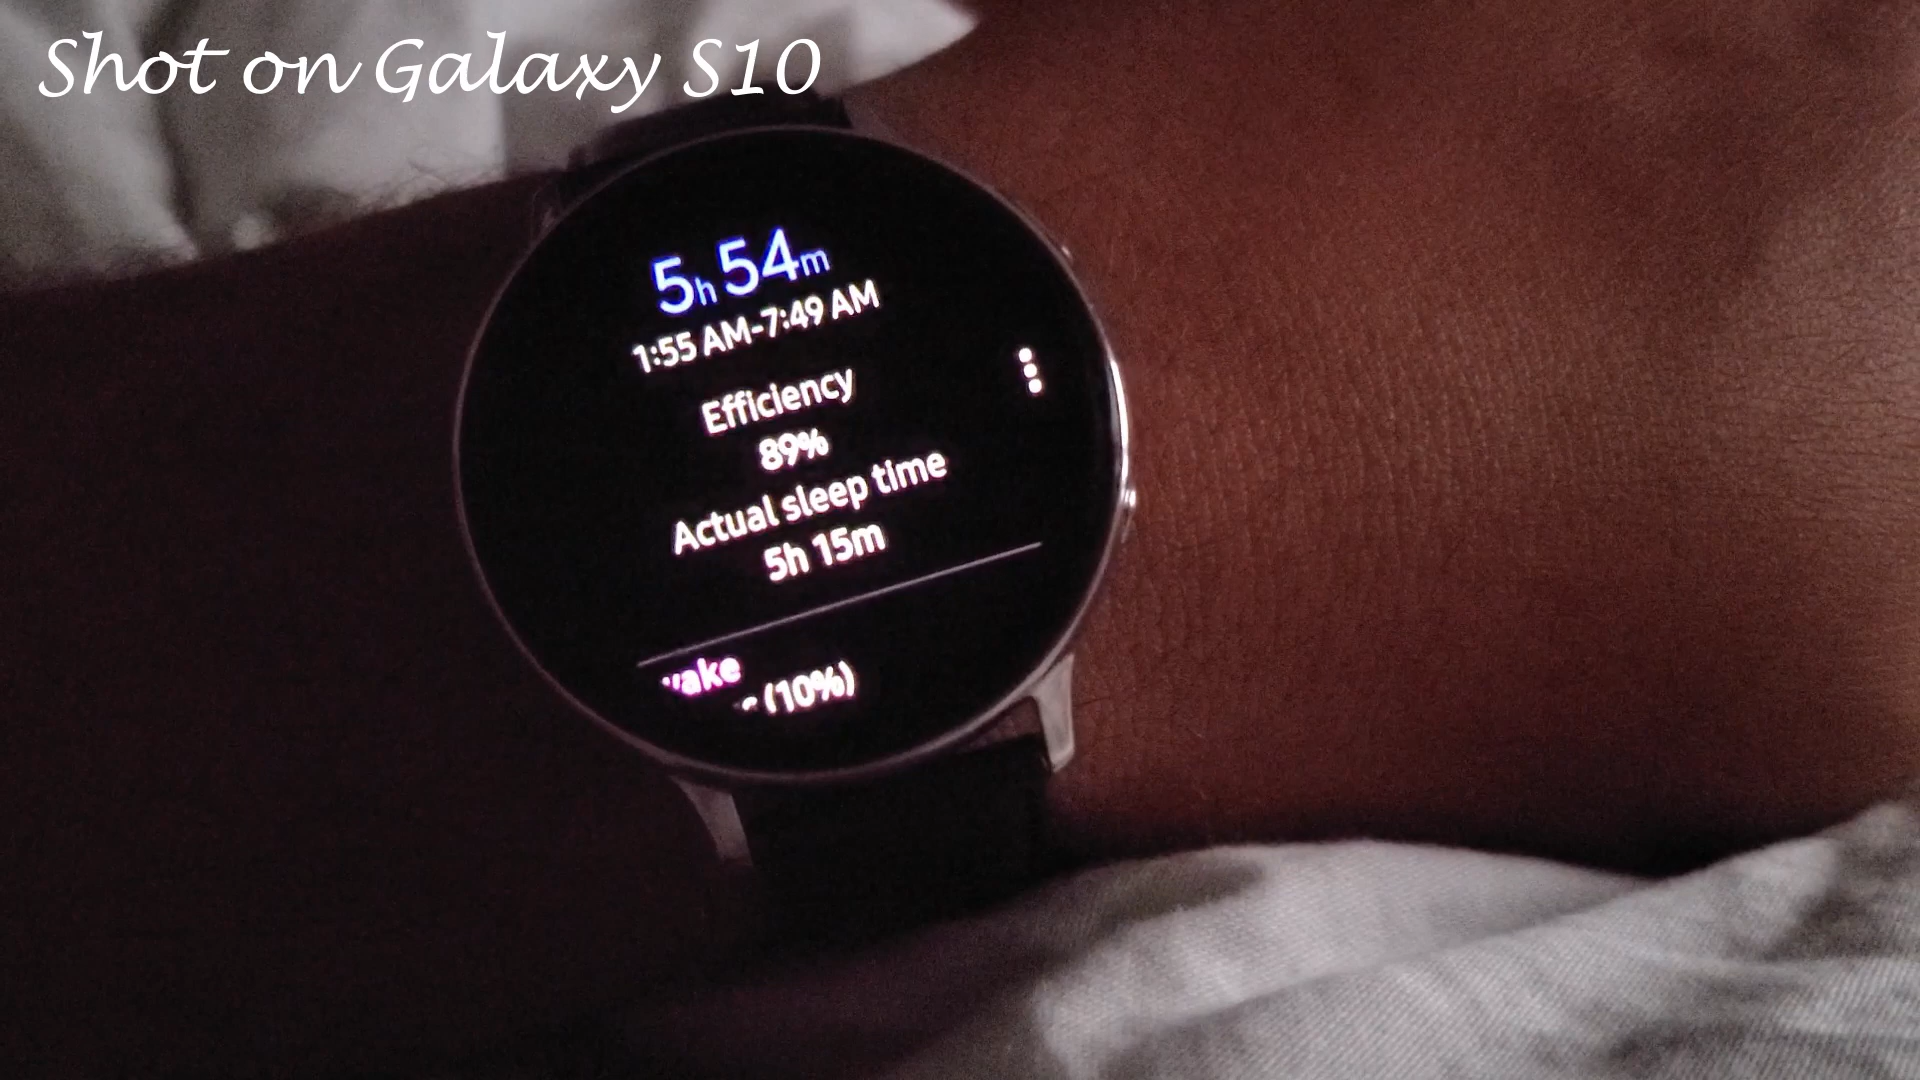 Shot on Galaxy S10
5h 54m
1:55 AM-7:49 AM
Efficiency
89%
Actual sleep time
5h 15m
(10%)